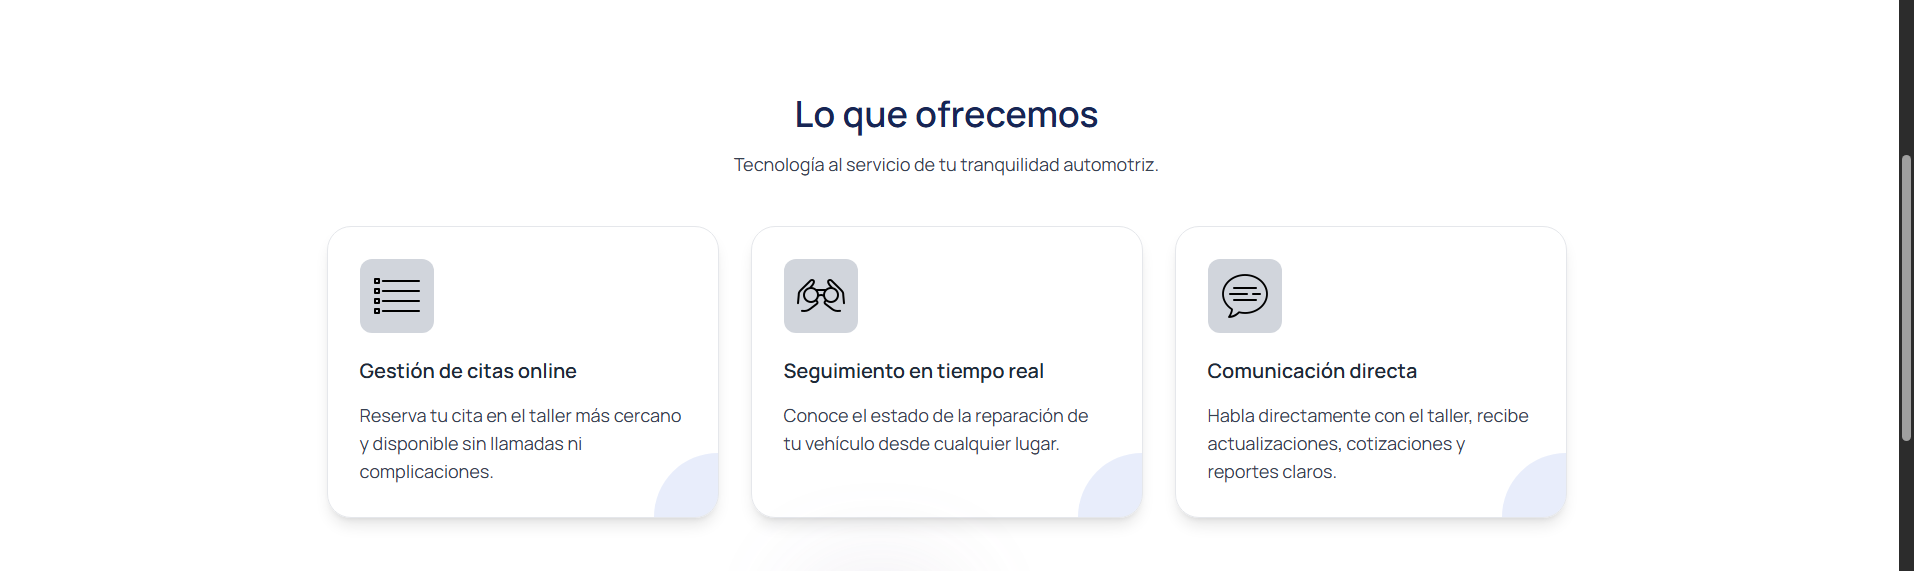 Lo que ofrecemos
Tecnología al servicio de tu tranquilidad automotriz.
Gestión de citas online
Reserva tu cita en el taller más cercano
y disponible sin llamadas ni
complicaciones.
Seguimiento en tiempo real
Conoce el estado de la reparación de
tu vehículo desde cualquier lugar.
Comunicación directa
Habla directamente con el taller, recibe
actualizaciones, cotizaciones y
reportes claros.